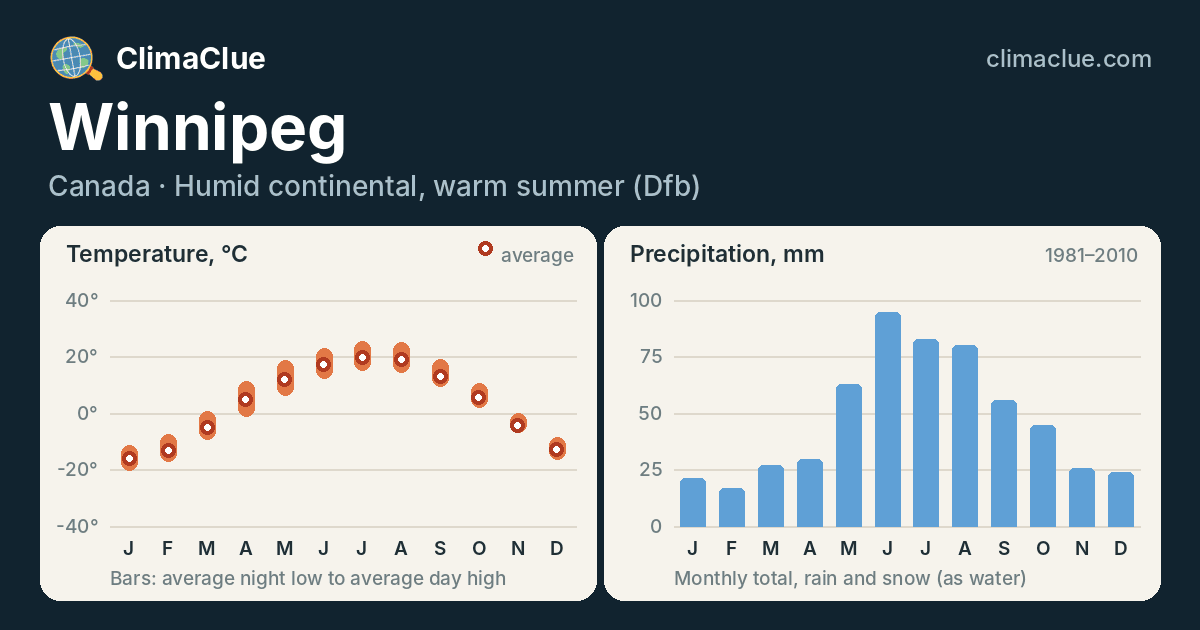 ClimaClue
climaclue.com
Winnipeg
Canada · Humid continental, warm summer (Dfb)
Temperature, °C
average
40°
20°
0°
-20°
-40°
J F M A M J J A S O N D
Bars: average night low to average day high
Precipitation, mm
1981–2010
100
75
50
25
0
J F M A M J J A S O N D
Monthly total, rain and snow (as water)